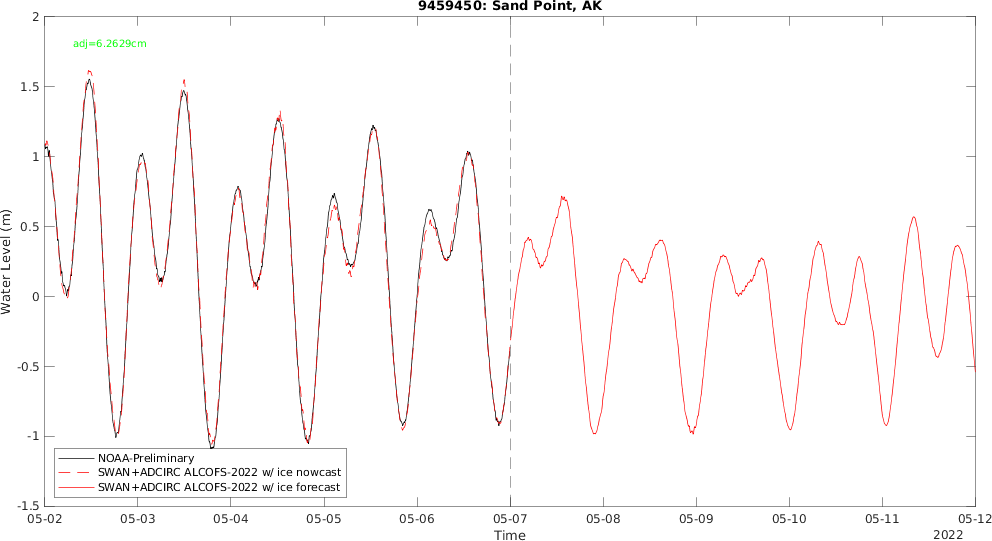 9459450: Sand Point, AK
adj=6.2629cm
Water Level (m)
2
1.5
1
0.5
0
-0.5
-1
-1.5
NOAA-Preliminary
SWAN+ADCIRC ALCOFS-2022 w/ ice nowcast
SWAN+ADCIRC ALCOFS-2022 w/ ice forecast
05-02 05-03 05-04 05-05 05-06 05-07 05-08 05-09 05-10 05-11 05-12
Time
2022